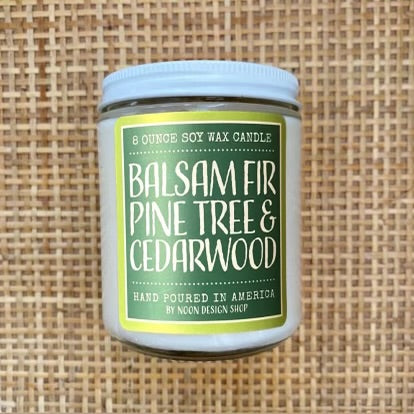 8 OUNCE SOY WAX CANDLE
BALSAM FIR
PINE TREE &
CEDARWOOD
HAND POURED IN AMERICA
BY NOON DESIGN SHOP